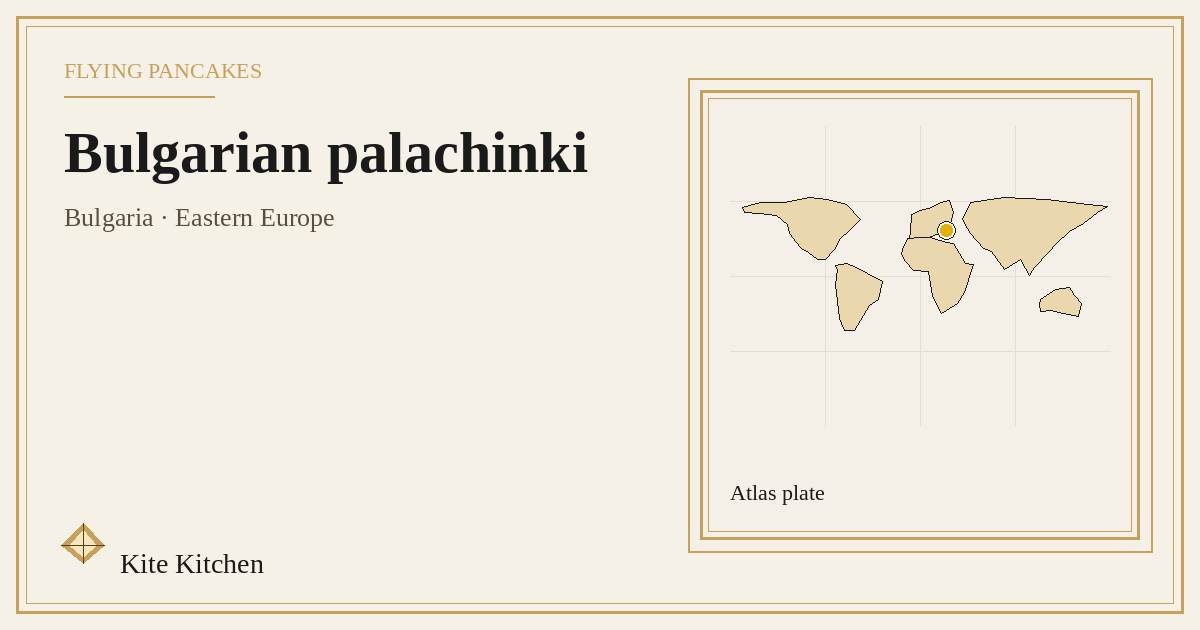 FLYING PANCAKES
Bulgarian palachinki
Bulgaria · Eastern Europe
Atlas plate
Kite Kitchen